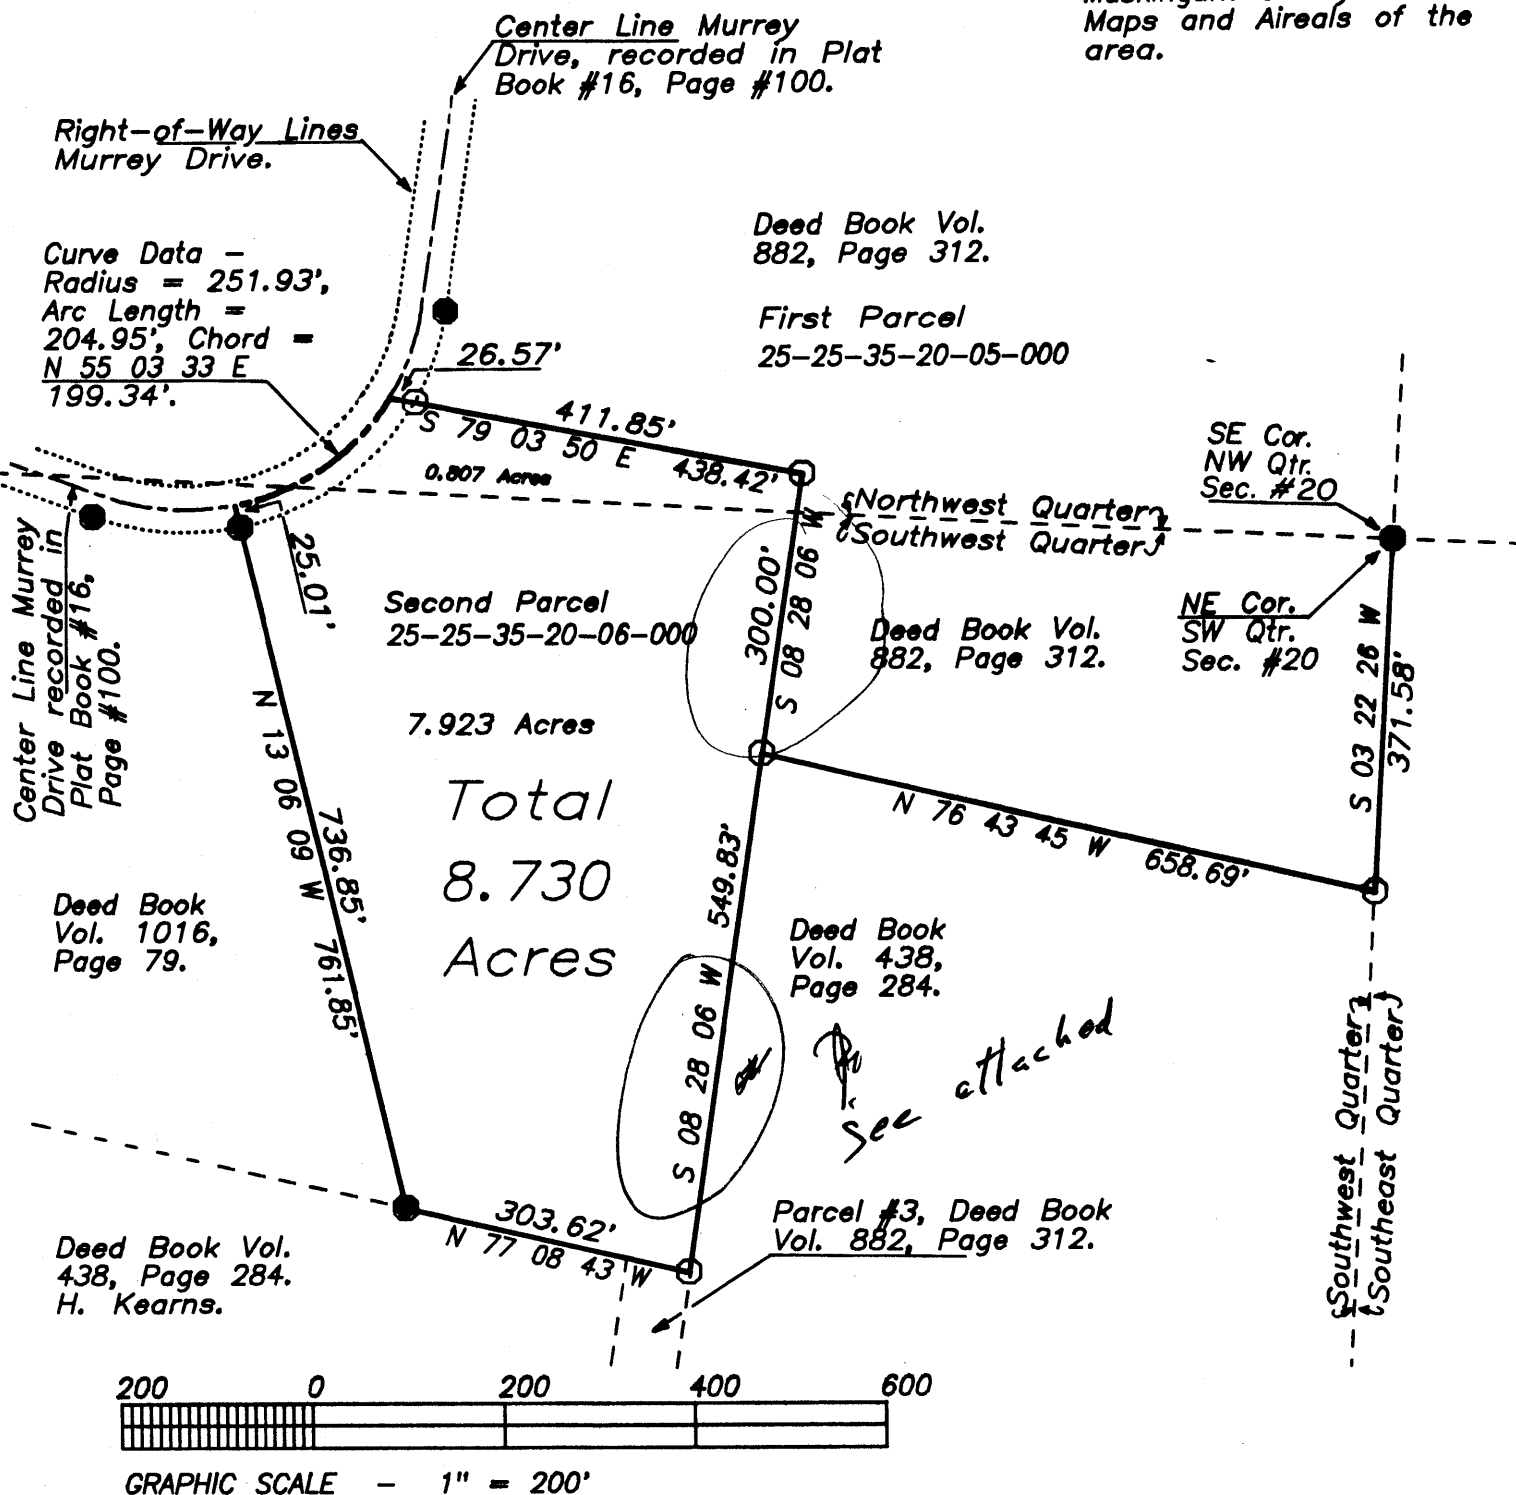 Maps and Aireals of the
area.
Center Line Murrey
Drive, recorded in Plat
Book #16, Page #100.
Right-of-Way Lines
Murrey Drive.
Curve Data -
Radius = 251.93',
Arc Length =
204.95', Chord =
N 55 03 33 E
199.34'.
Deed Book Vol.
882, Page 312.
First Parcel
25-25-35-20-05-000
26.57'
411.85'
S 79 03 50 E 438.42'
0.807 Acres
SE Cor.
NW Qtr.
Sec. #20
Northwest Quarter
Southwest Quarter
NE Cor.
SW Qtr.
Sec. #20
Center Line Murrey
Drive recorded in
Plat Book #16,
Page #100.
25.01'
Second Parcel
25-25-35-20-06-000
300.00'
S 08 28 06 W
Deed Book Vol.
882, Page 312.
S 03 22 26 W
371.58'
7.923 Acres
Total
8.730
Acres
N 13 06 09 W 761.85'
736.85'
N 76 43 45 W 658.69'
549.83'
S 08 28 06 W
Deed Book
Vol. 1016,
Page 79.
Deed Book
Vol. 438,
Page 284.
See attached
Southwest Quarter
Southeast Quarter
303.62'
N 77 08 43 W
Parcel #3, Deed Book
Vol. 882, Page 312.
Deed Book Vol.
438, Page 284.
H. Kearns.
200 0 200 400 600
GRAPHIC SCALE - 1" = 200'